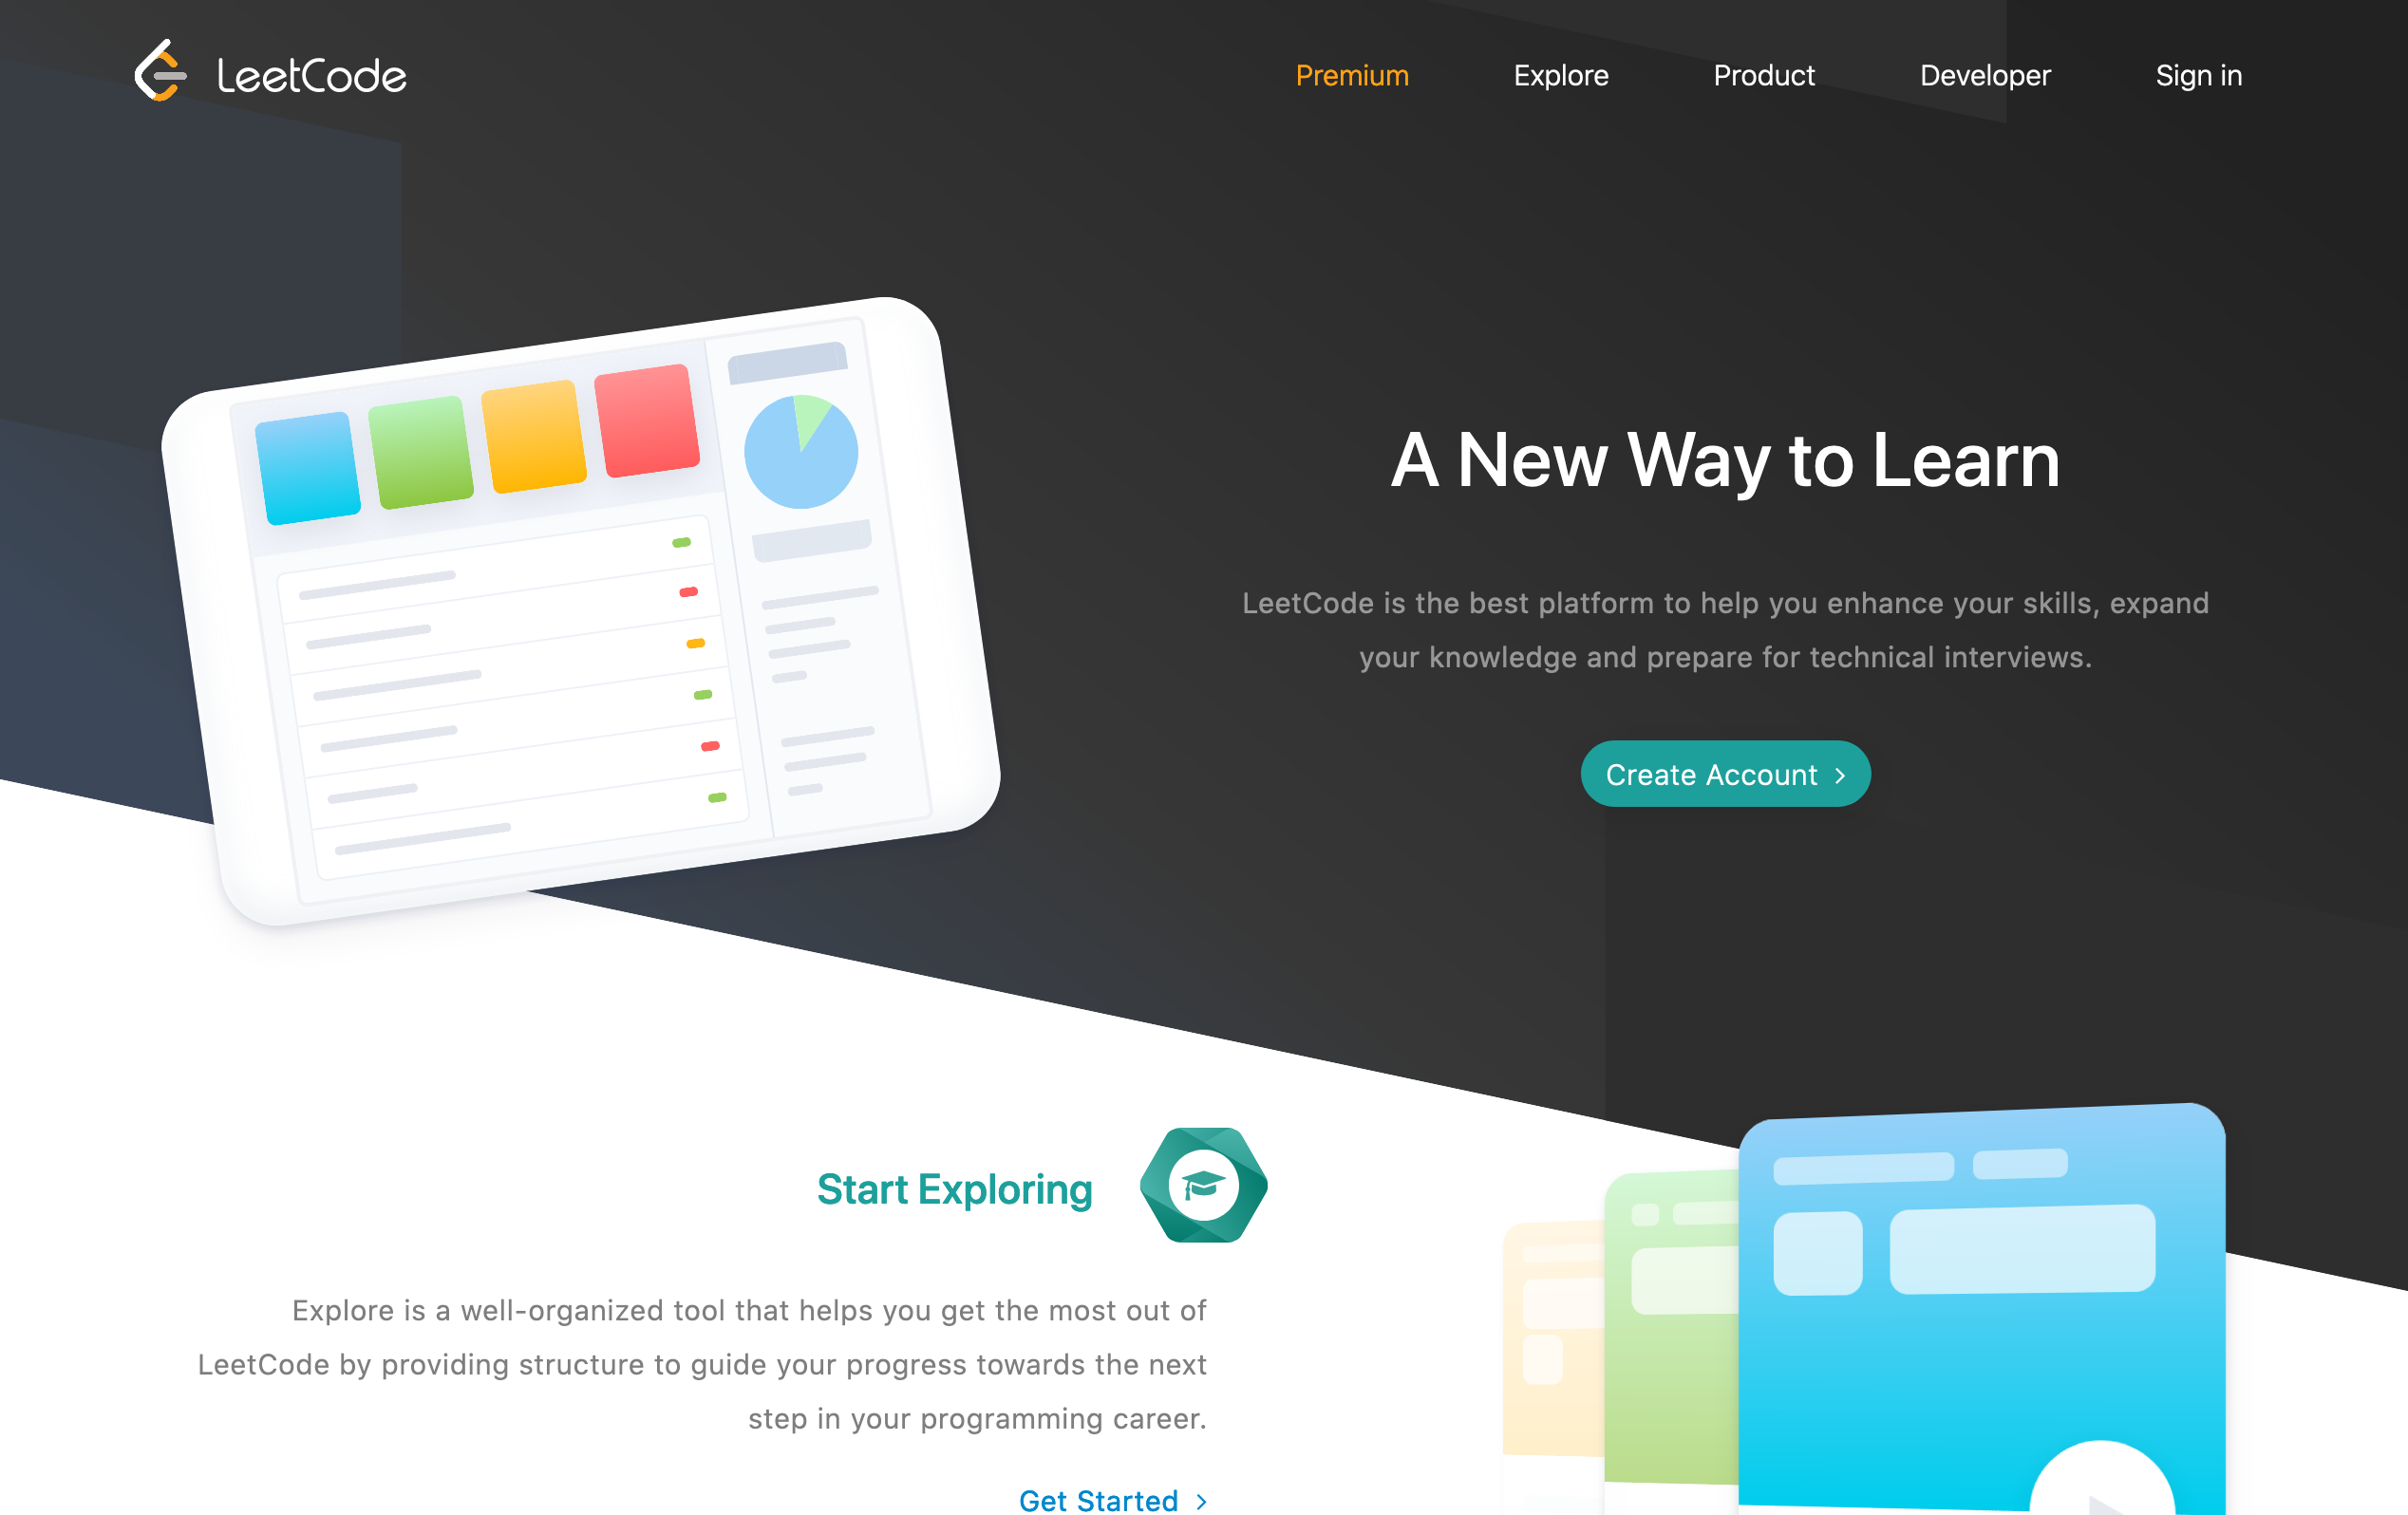 LeetCode
Premium
Explore
Product
Developer
Sign in
A New Way to Learn
LeetCode is the best platform to help you enhance your skills, expand
your knowledge and prepare for technical interviews.
Create Account
Start Exploring
Explore is a well-organized tool that helps you get the most out of
LeetCode by providing structure to guide your progress towards the next
step in your programming career.
Get Started